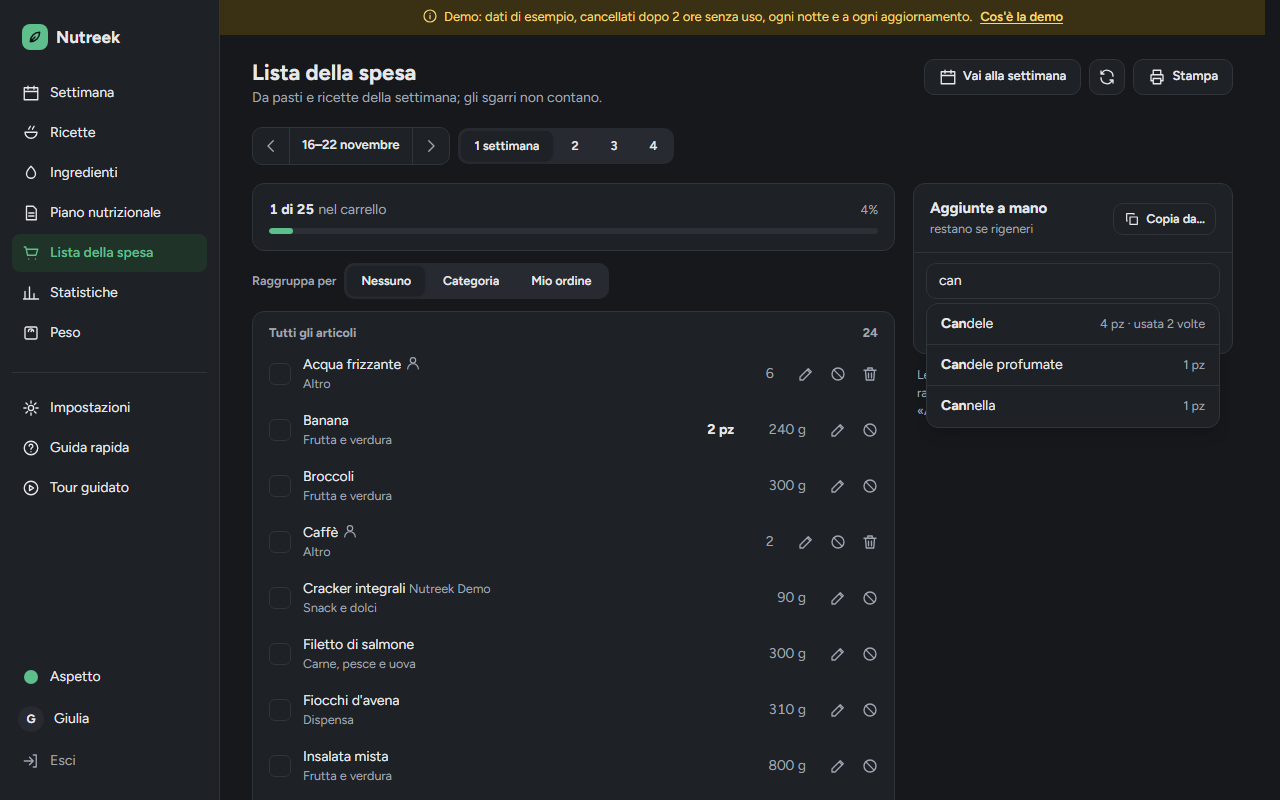 Nutreek
Settimana
Ricette
Ingredienti
Piano nutrizionale
Lista della spesa
Statistiche
Peso
Impostazioni
Guida rapida
Tour guidato
Aspetto
G Giulia
Esci
Demo: dati di esempio, cancellati dopo 2 ore senza uso, ogni notte e a ogni aggiornamento. Cos'è la demo
Lista della spesa
Da pasti e ricette della settimana; gli sgarri non contano.
Vai alla settimana
Stampa
16–22 novembre
1 settimana 2 3 4
1 di 25 nel carrello 4%
Raggruppa per Nessuno Categoria Mio ordine
Tutti gli articoli 24
Acqua frizzante 6
Altro
Banana 2 pz 240 g
Frutta e verdura
Broccoli 300 g
Frutta e verdura
Caffè 2
Altro
Cracker integrali Nutreek Demo 90 g
Snack e dolci
Filetto di salmone 300 g
Carne, pesce e uova
Fiocchi d'avena 310 g
Dispensa
Insalata mista 800 g
Frutta e verdura
Aggiunte a mano
restano se rigeneri
Copia da...
can
Candele 4 pz · usata 2 volte
Candele profumate 1 pz
Cannella 1 pz